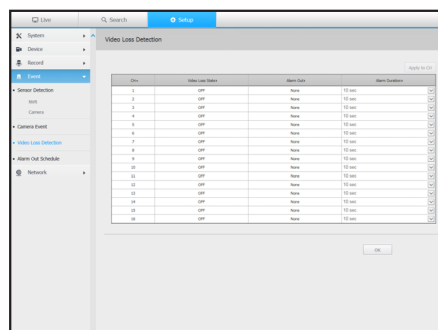 Live
Search
Setup
System
Device
Record
Event
Sensor Detection
NVR
Camera
Camera Event
Video Loss Detection
Alarm Out Schedule
Network
Video Loss Detection
Apply to CH
CH Video Loss State Alarm Out Alarm Duration
1 OFF None 10 sec
2 OFF None 10 sec
3 OFF None 10 sec
4 OFF None 10 sec
5 OFF None 10 sec
6 OFF None 10 sec
7 OFF None 10 sec
8 OFF None 10 sec
9 OFF None 10 sec
10 OFF None 10 sec
11 OFF None 10 sec
12 OFF None 10 sec
13 OFF None 10 sec
14 OFF None 10 sec
15 OFF None 10 sec
16 OFF None 10 sec
OK